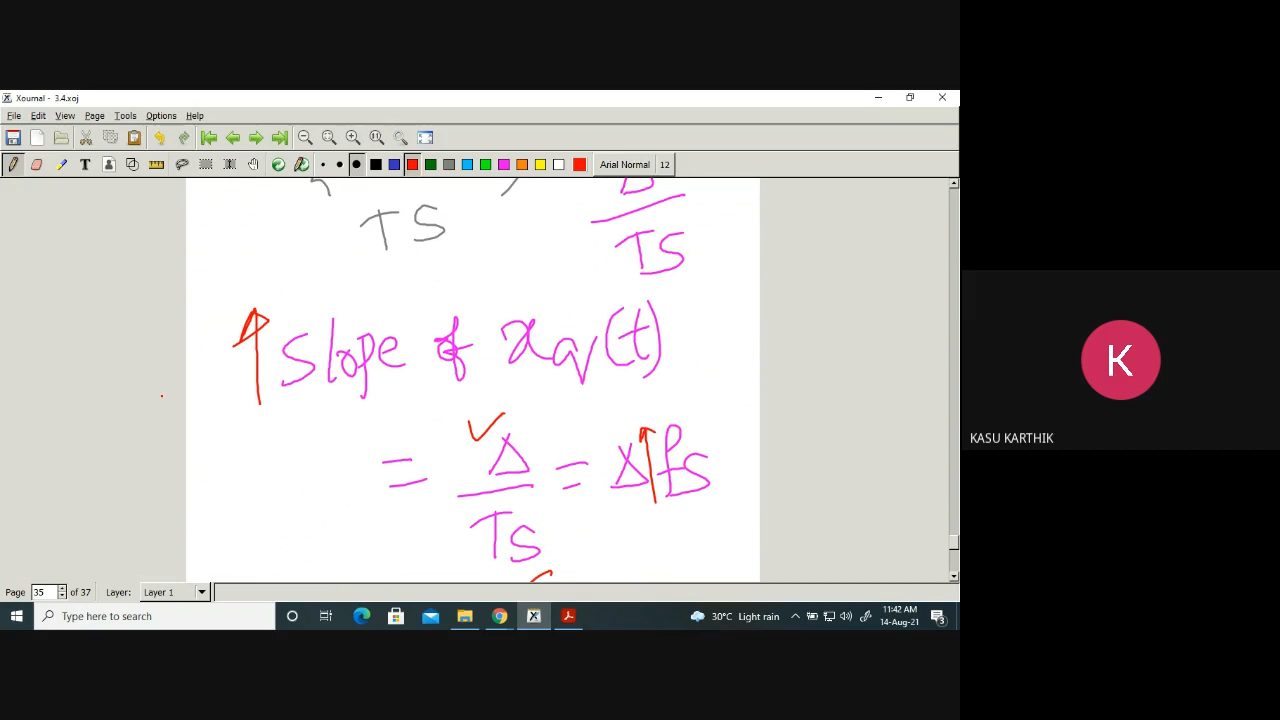 Xournal - 3.4.xoj
File Edit View Page Tools Options Help
Arial Normal 12
TS
Δ
TS
↑ Slope of xq(t)
= Δ/TS = Δ↑fs
Page 35 of 37 Layer: Layer 1
Type here to search
30°C Light rain
11:42 AM
14-Aug-21
3
K
KASU KARTHIK